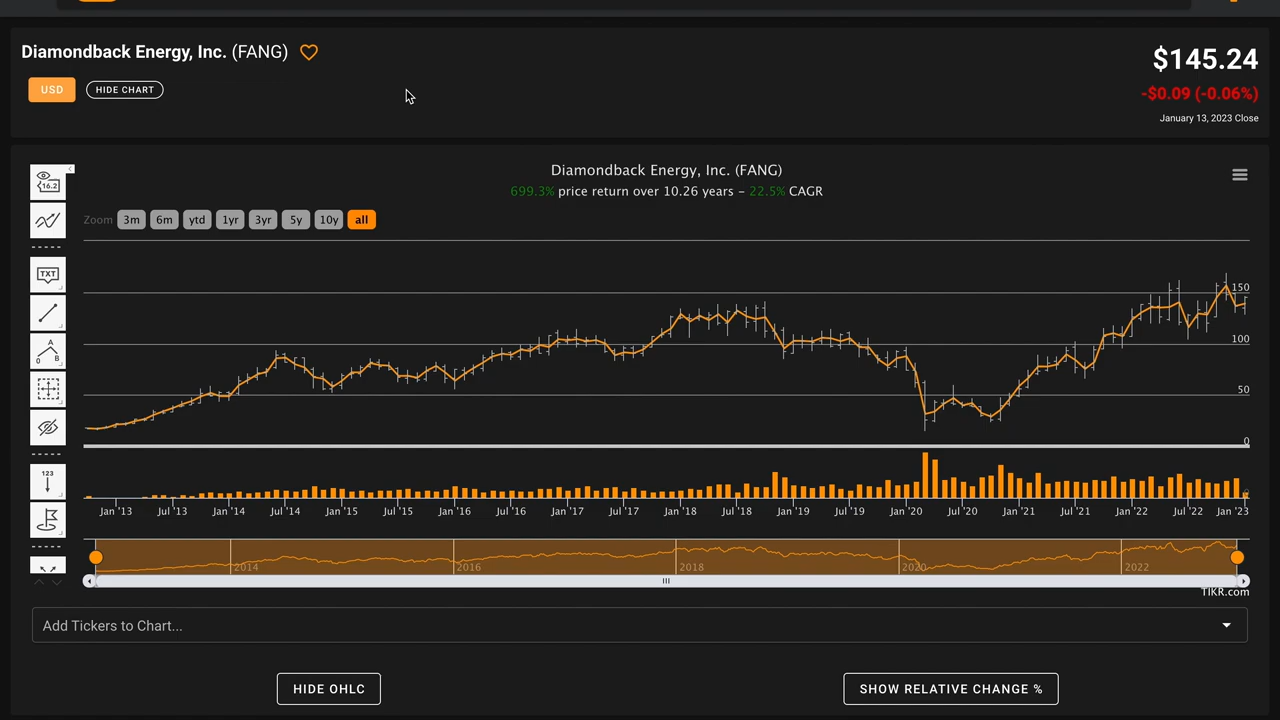 Diamondback Energy, Inc. (FANG)
$145.24
USD
HIDE CHART
-$0.09 (-0.06%)
January 13, 2023 Close
Diamondback Energy, Inc. (FANG)
699.3% price return over 10.26 years – 22.5% CAGR
Zoom 3m 6m ytd 1yr 3yr 5y 10y all
16.2
TXT
A
0 B
123
150
100
50
0
Jan '13 Jul '13 Jan '14 Jul '14 Jan '15 Jul '15 Jan '16 Jul '16 Jan '17 Jul '17 Jan '18 Jul '18 Jan '19 Jul '19 Jan '20 Jul '20 Jan '21 Jul '21 Jan '22 Jul '22 Jan '23
2014 2016 2018 2020 2022
TIKR.com
Add Tickers to Chart...
HIDE OHLC
SHOW RELATIVE CHANGE %